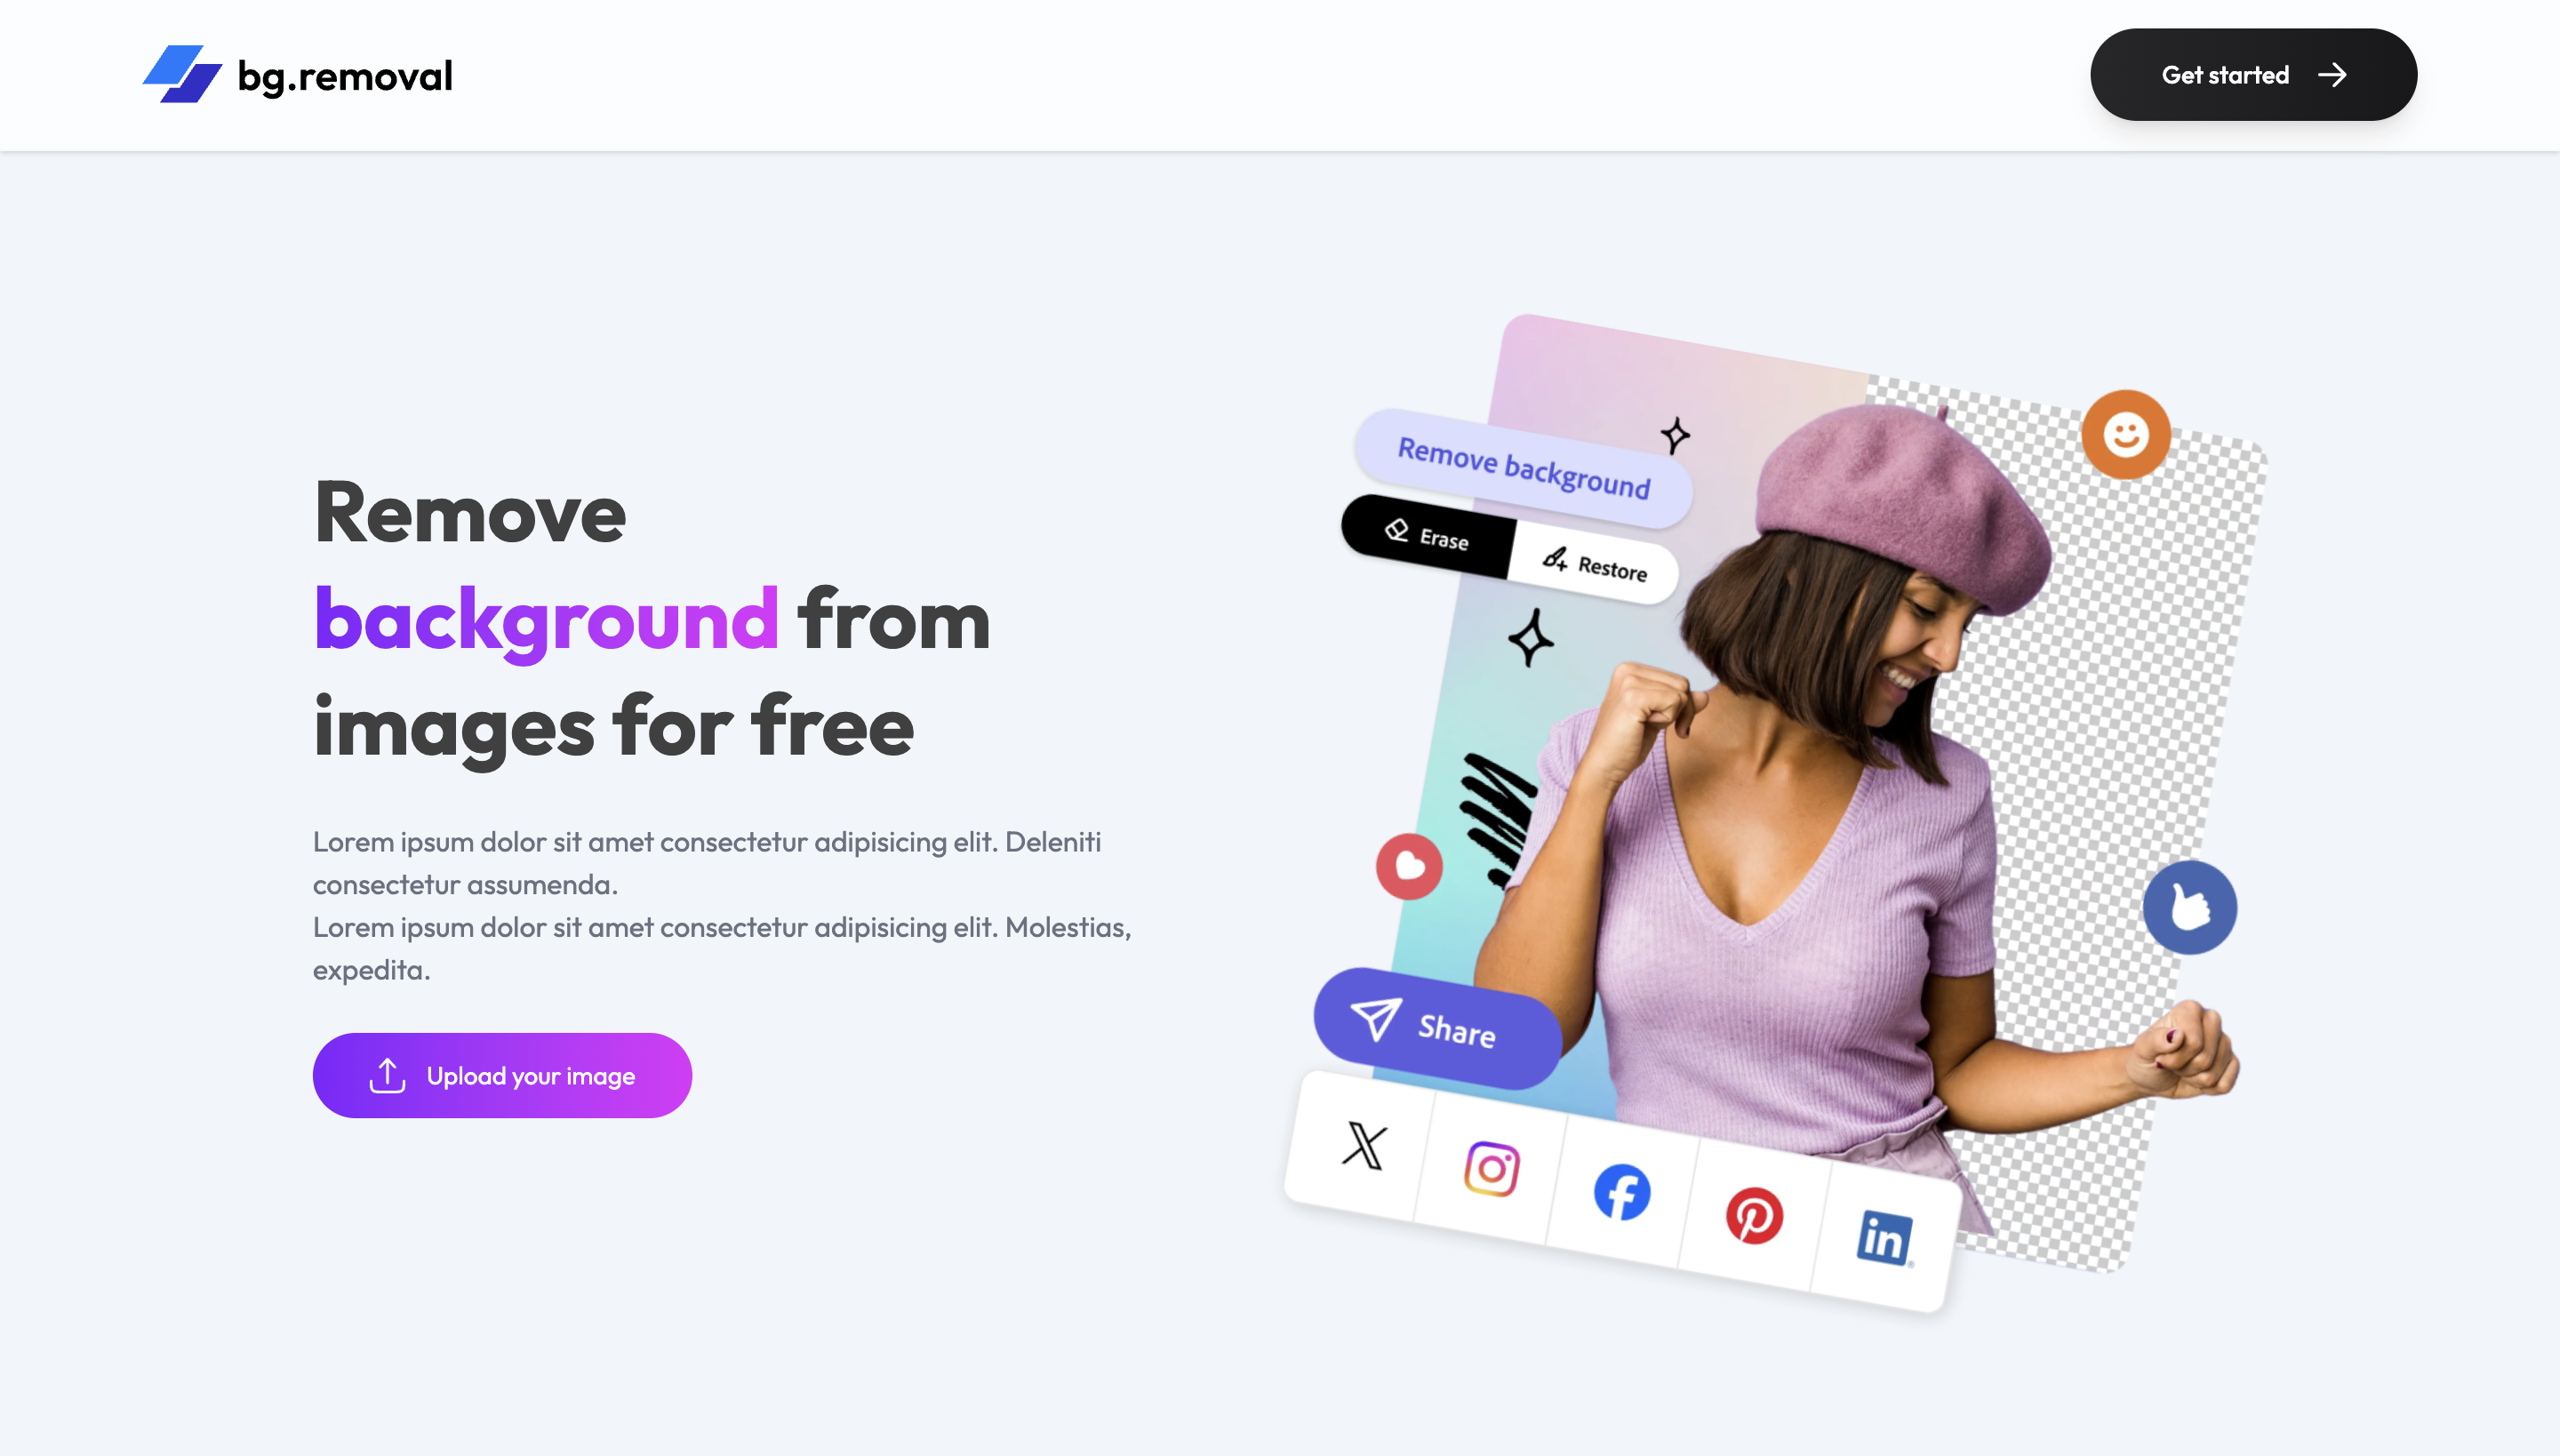 bg.removal
Get started
Remove
background from
images for free
Lorem ipsum dolor sit amet consectetur adipisicing elit. Deleniti
consectetur assumenda.
Lorem ipsum dolor sit amet consectetur adipisicing elit. Molestias,
expedita.
Upload your image
Remove background
Erase
Restore
Share
in